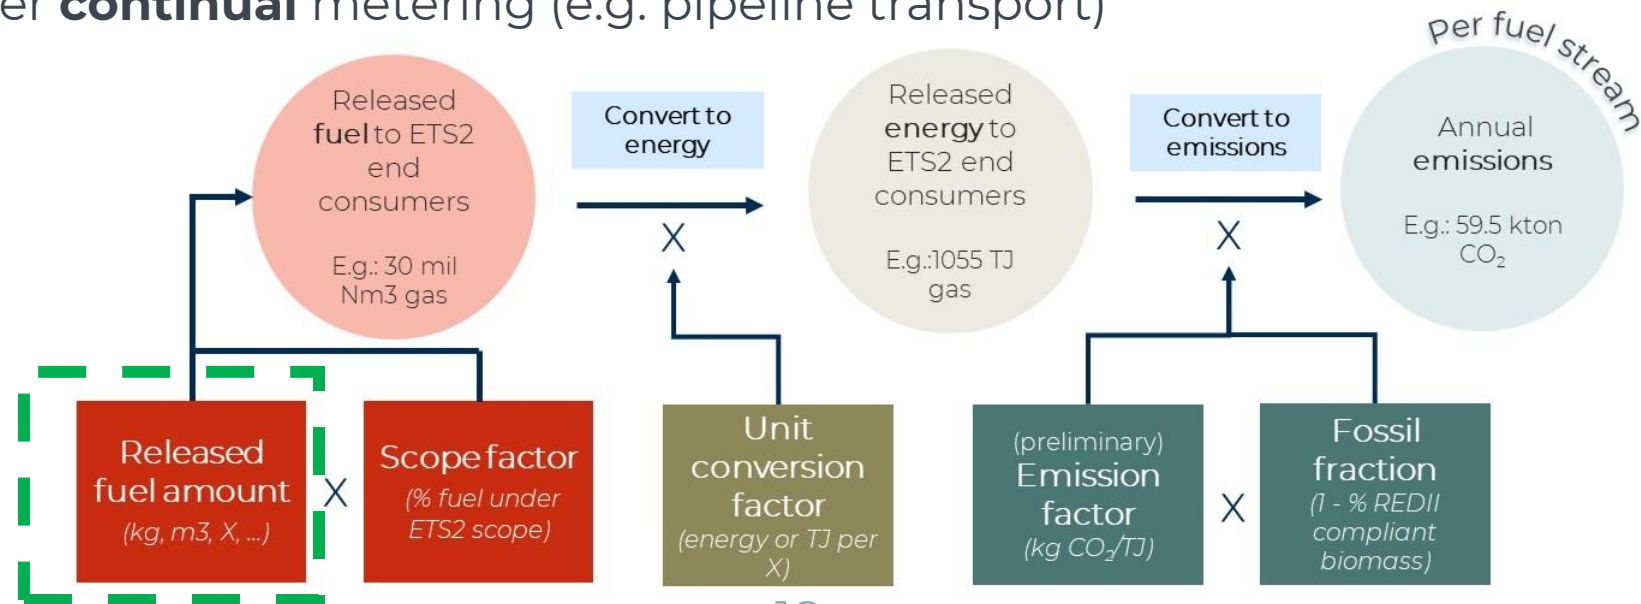 er continual metering (e.g. pipeline transport)
Per fuel stream
Released
fuel to ETS2
end
consumers
E.g.: 30 mil
Nm3 gas
Convert to
energy
X
Released
energy to
ETS2 end
consumers
E.g.:1055 TJ
gas
Convert to
emissions
X
Annual
emissions
E.g.: 59.5 kton
CO₂
Released
fuel amount
(kg, m3, X, ...)
X
Scope factor
(% fuel under
ETS2 scope)
Unit
conversion
factor
(energy or TJ per
X)
(preliminary)
Emission
factor
(kg CO₂/TJ)
X
Fossil
fraction
(1 - % REDII
compliant
biomass)